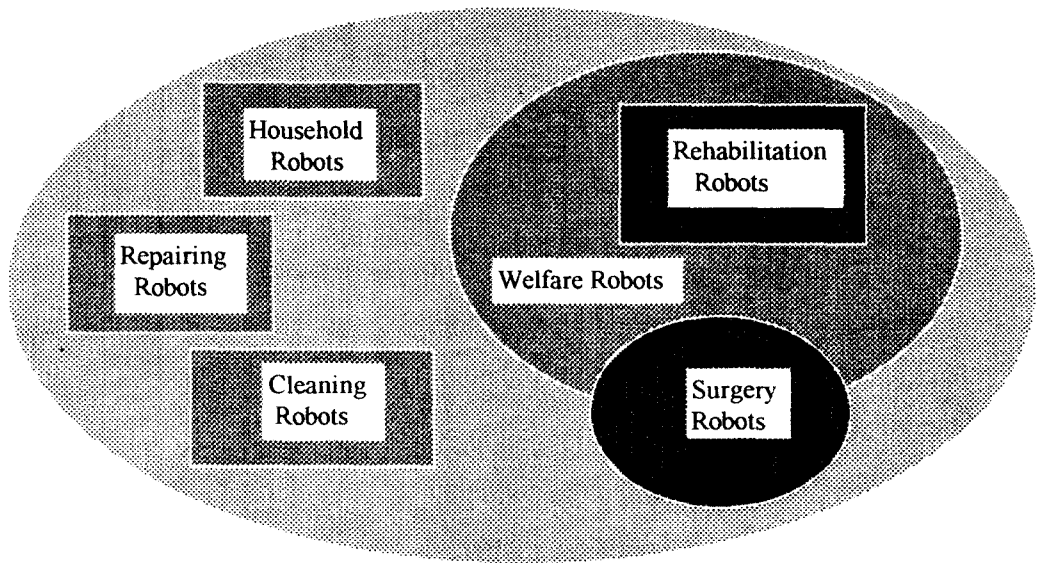 Household
Robots
Rehabilitation
Robots
Repairing
Robots
Welfare Robots
Cleaning
Robots
Surgery
Robots